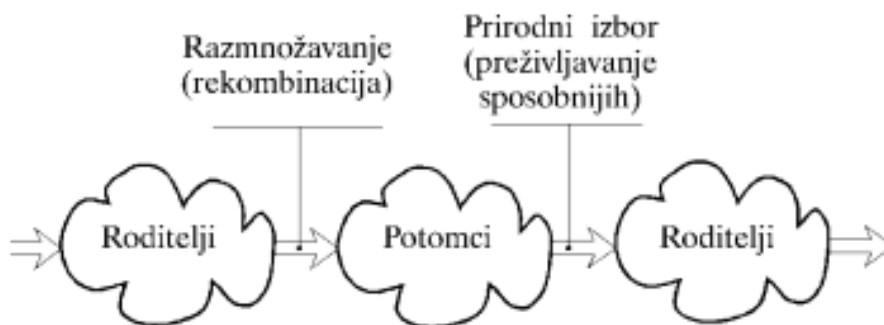 Razmnožavanje
(rekombinacija)
Prirodni izbor
(preživljavanje
sposobnijih)
Roditelji
Potomci
Roditelji